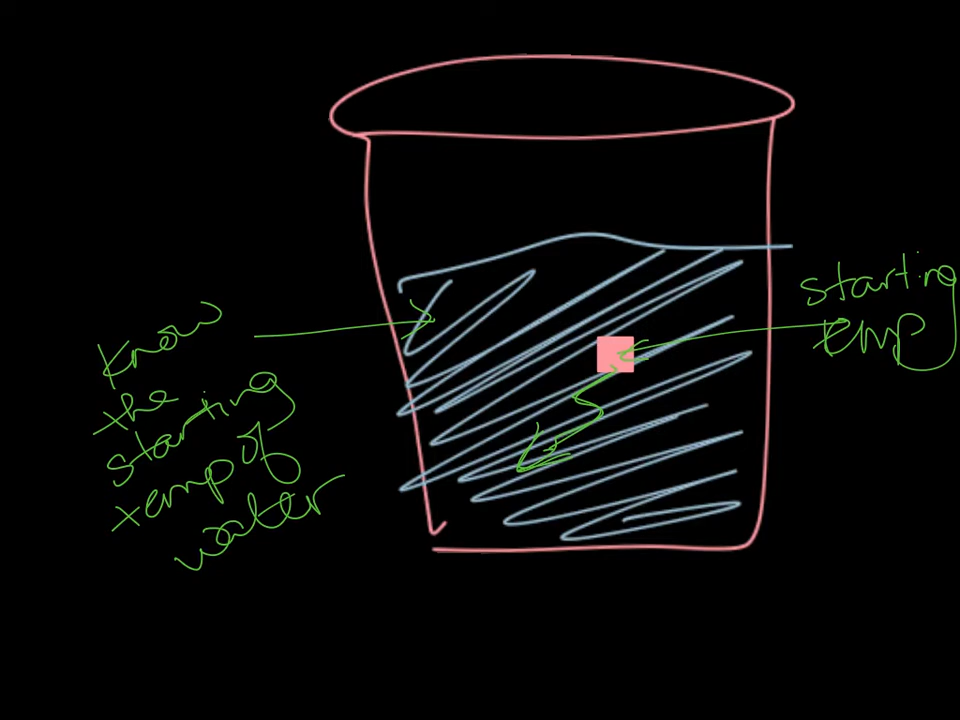 Know
the
starting
temp of
water
starting
temp